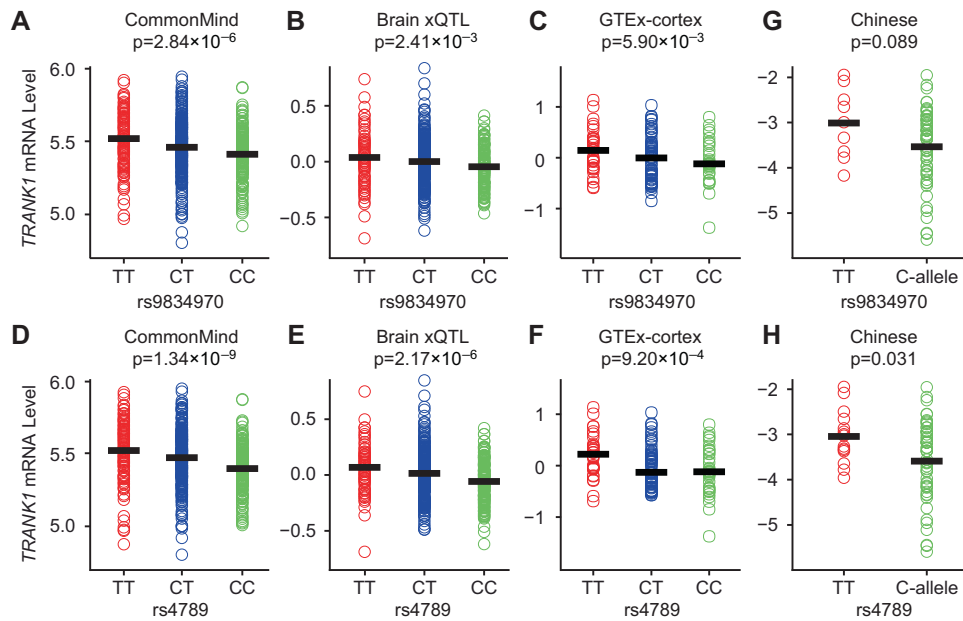 A
CommonMind
p=2.84×10⁻⁶
TRANK1 mRNA Level
6.0
5.5
5.0
TT CT CC
rs9834970
B
Brain xQTL
p=2.41×10⁻³
0.5
0.0
−0.5
TT CT CC
rs9834970
C
GTEx-cortex
p=5.90×10⁻³
1
0
−1
TT CT CC
rs9834970
G
Chinese
p=0.089
−2
−3
−4
−5
TT C-allele
rs9834970
D
CommonMind
p=1.34×10⁻⁹
TRANK1 mRNA Level
6.0
5.5
5.0
TT CT CC
rs4789
E
Brain xQTL
p=2.17×10⁻⁶
0.5
0.0
−0.5
TT CT CC
rs4789
F
GTEx-cortex
p=9.20×10⁻⁴
1
0
−1
TT CT CC
rs4789
H
Chinese
p=0.031
−2
−3
−4
−5
TT C-allele
rs4789